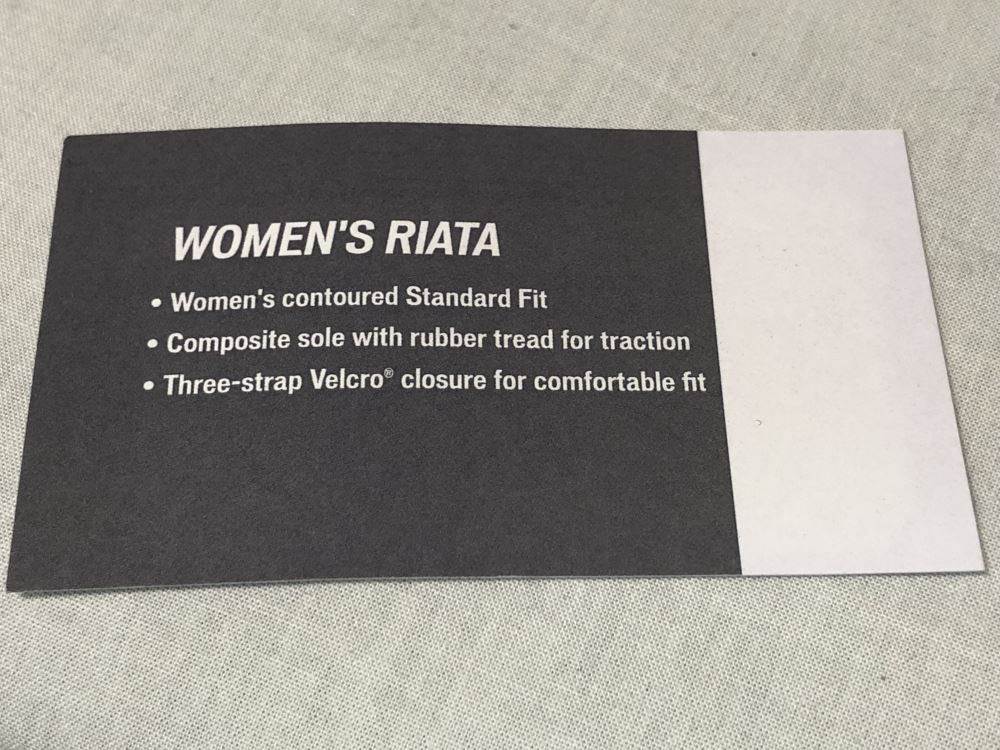 WOMEN'S RIATA
• Women's contoured Standard Fit
• Composite sole with rubber tread for traction
• Three-strap Velcro® closure for comfortable fit